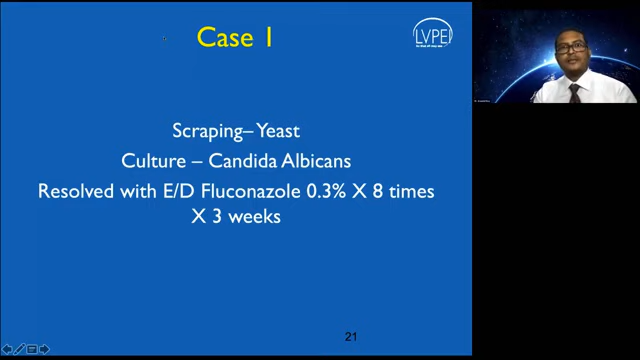 Case 1
LVPEI
Scraping– Yeast
Culture – Candida Albicans
Resolved with E/D Fluconazole 0.3% X 8 times
X 3 weeks
21